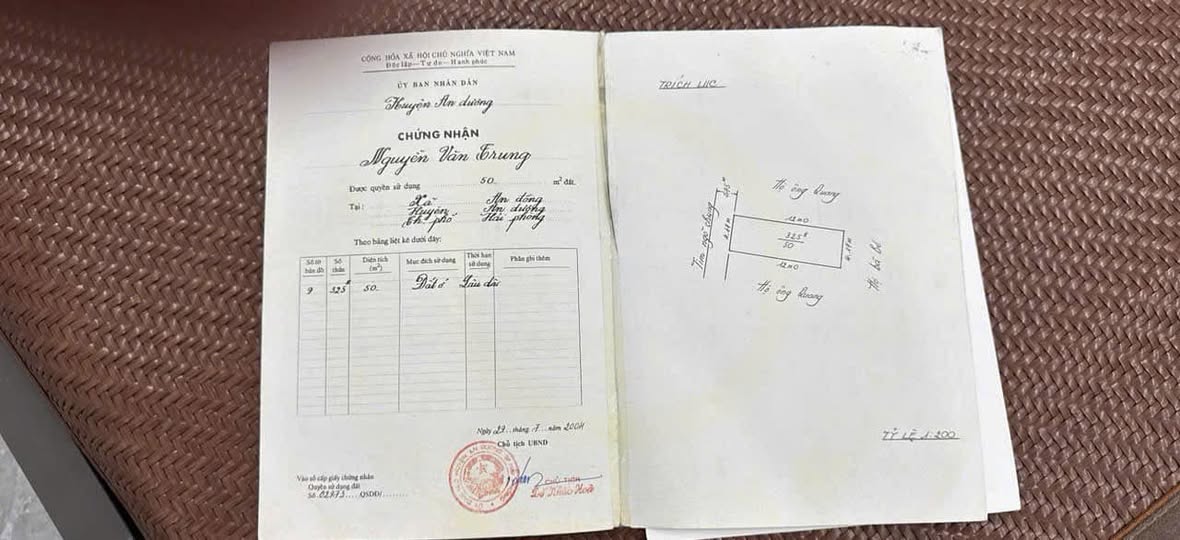 CỘNG HÒA XÃ HỘI CHỦ NGHĨA VIỆT NAM
Độc lập — Tự do — Hạnh phúc
ỦY BAN NHÂN DÂN
Huyện An dương
CHỨNG NHẬN
Nguyễn Văn Trung
Được quyền sử dụng 50 m² đất.
Tại: Xã An đồng
Huyện An dương
Th phố Hải phòng
Theo bảng liệt kê dưới đây:
Số tờ bản đồ Số thửa Diện tích (m²) Mục đích sử dụng Thời hạn sử dụng Phần ghi thêm
9 325 50 Đất ở Lâu dài
Ngày 29 tháng 7 năm 2004
Chủ tịch UBND
Vào sổ cấp giấy chứng nhận
Quyền sử dụng đất
Số QSDĐ/
TRÍCH LỤC
Hộ ông Quang
Tim ngõ chung
12m0
325
50
12m0
Hộ bà bé
Hộ ông Quang
TỶ LỆ 1:200